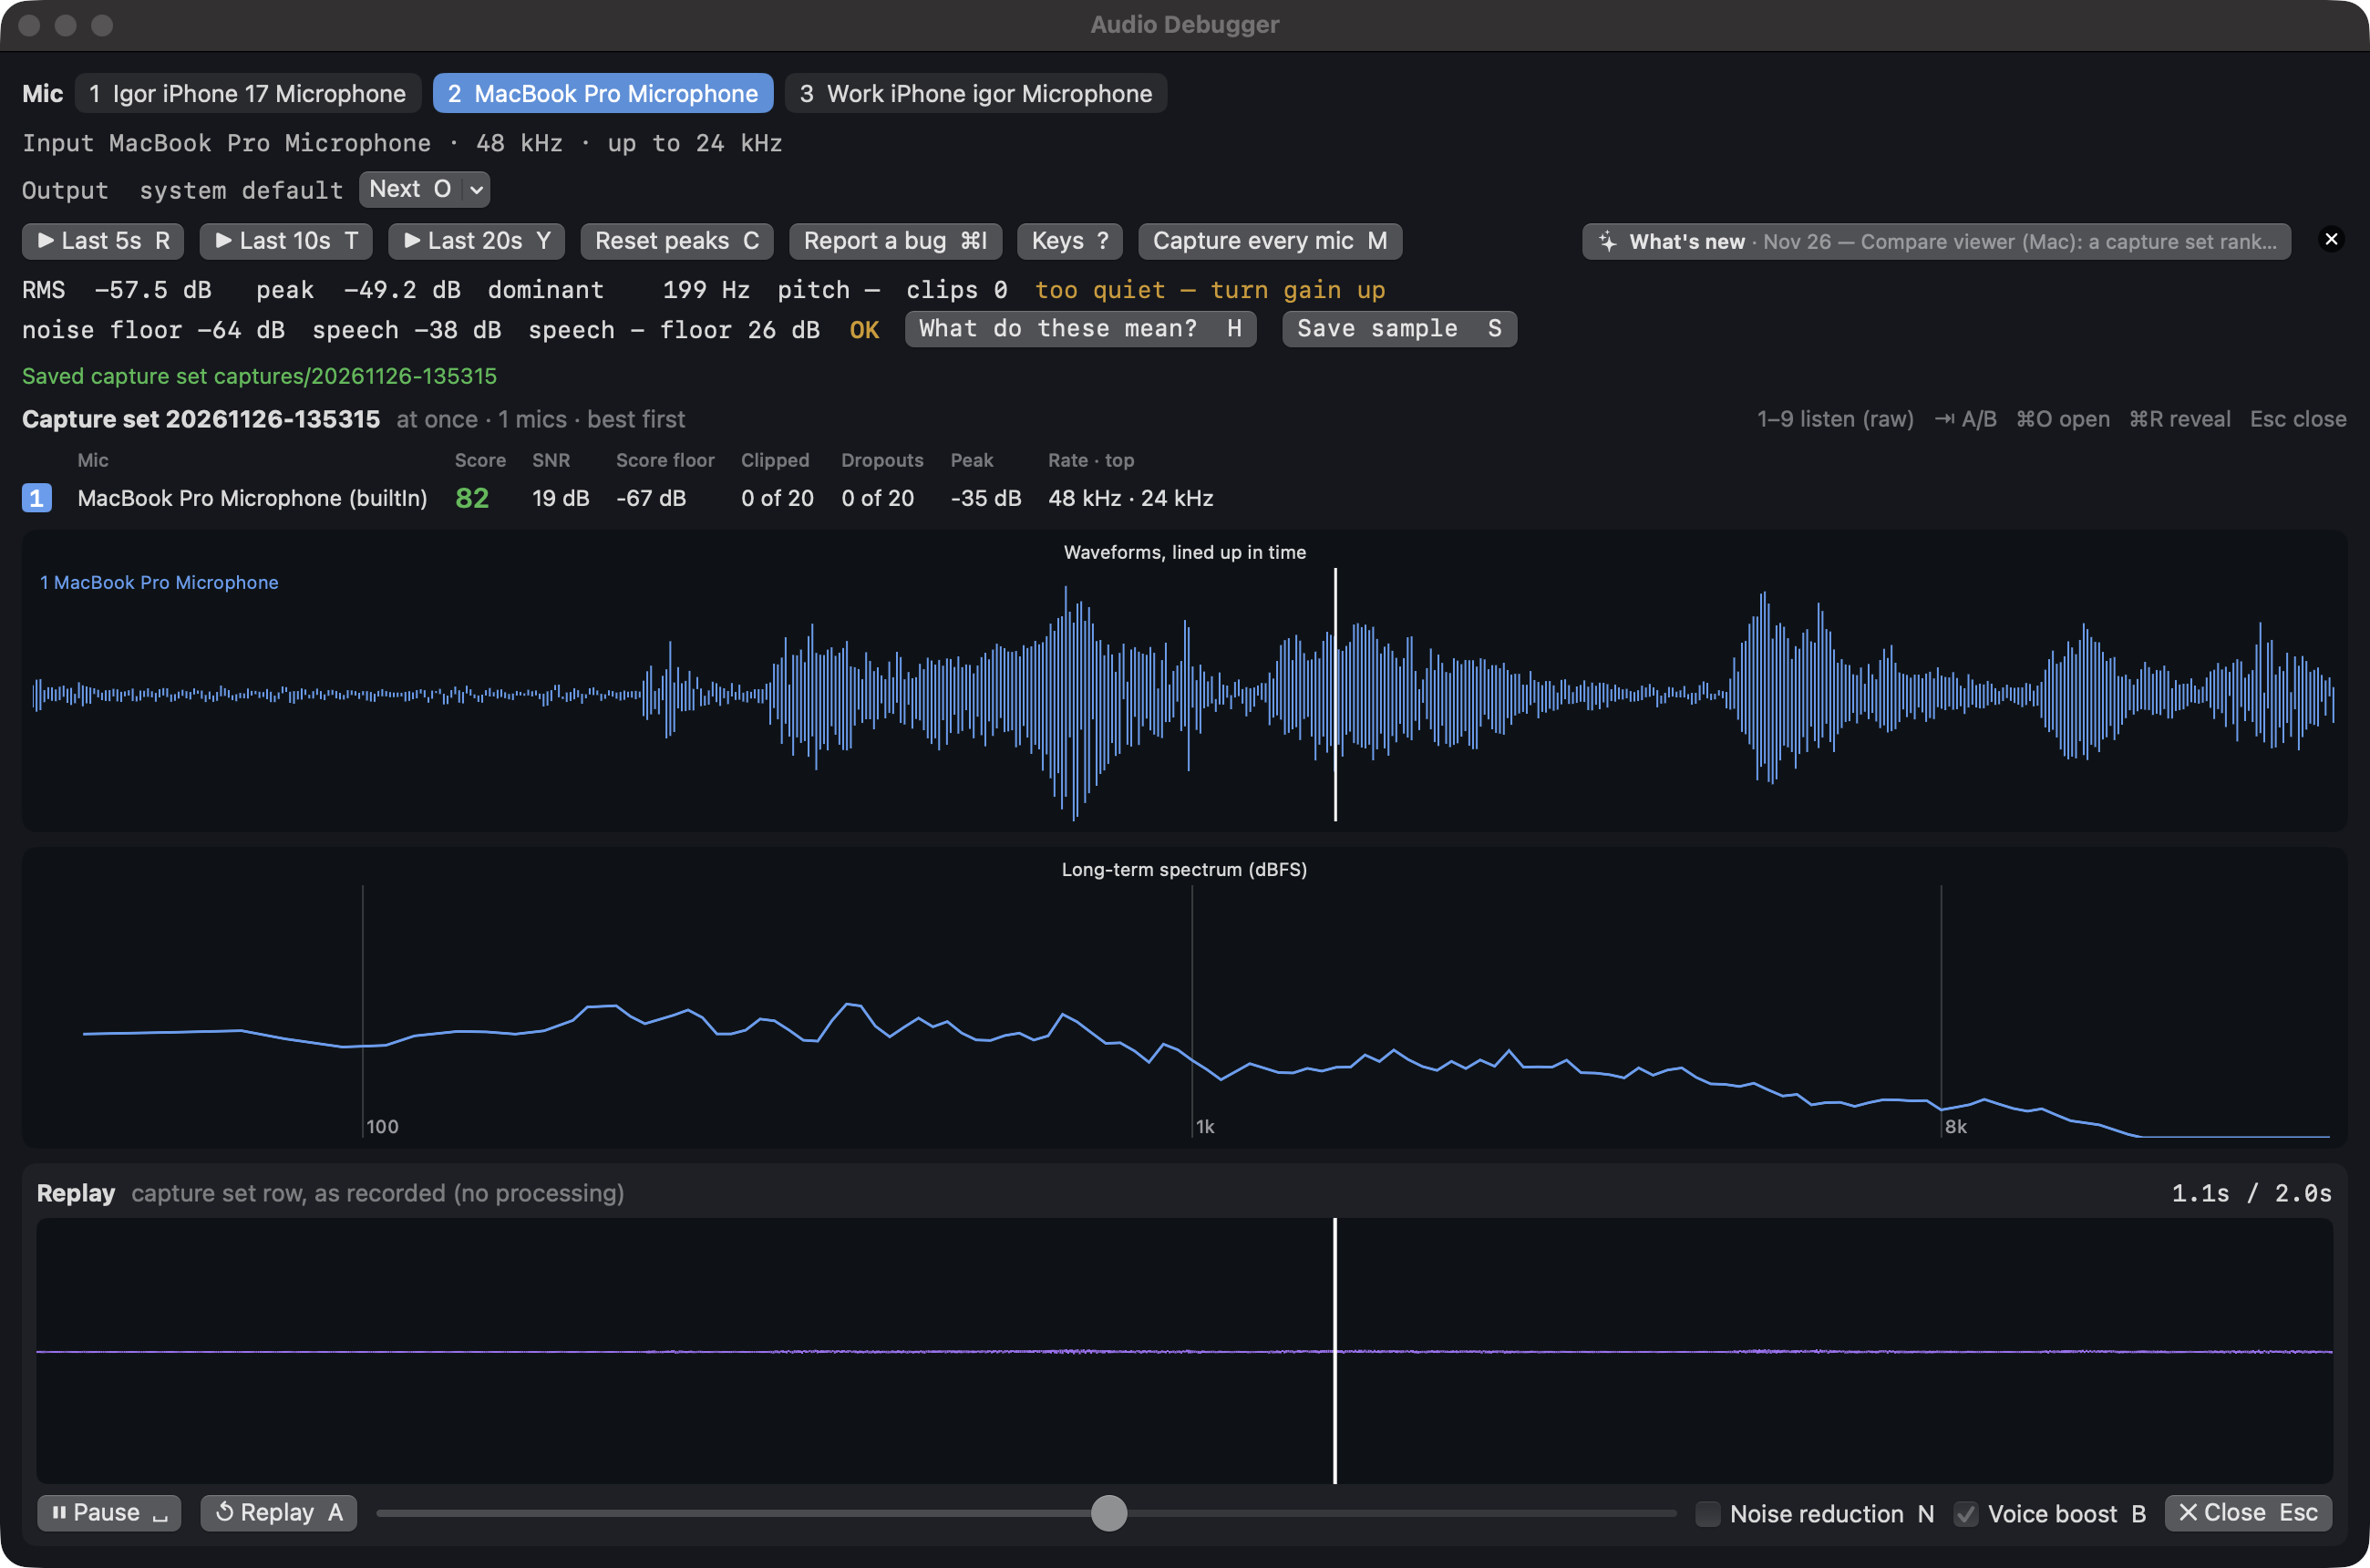 Audio Debugger
Mic 1 Igor iPhone 17 Microphone 2 MacBook Pro Microphone 3 Work iPhone igor Microphone
Input MacBook Pro Microphone · 48 kHz · up to 24 kHz
Output system default Next O
▶ Last 5s R ▶ Last 10s T ▶ Last 20s Y Reset peaks C Report a bug ⌘I Keys ? Capture every mic M What's new · Nov 26 — Compare viewer (Mac): a capture set rank...
RMS −57.5 dB peak −49.2 dB dominant 199 Hz pitch — clips 0 too quiet — turn gain up
noise floor −64 dB speech −38 dB speech − floor 26 dB OK What do these mean? H Save sample S
Saved capture set captures/20261126-135315
Capture set 20261126-135315 at once · 1 mics · best first 1–9 listen (raw) ⇥ A/B ⌘O open ⌘R reveal Esc close
Mic Score SNR Score floor Clipped Dropouts Peak Rate · top
1 MacBook Pro Microphone (builtIn) 82 19 dB -67 dB 0 of 20 0 of 20 -35 dB 48 kHz · 24 kHz
Waveforms, lined up in time
1 MacBook Pro Microphone
Long-term spectrum (dBFS)
100 1k 8k
Replay capture set row, as recorded (no processing) 1.1s / 2.0s
Pause ⎵ Replay A Noise reduction N Voice boost B Close Esc